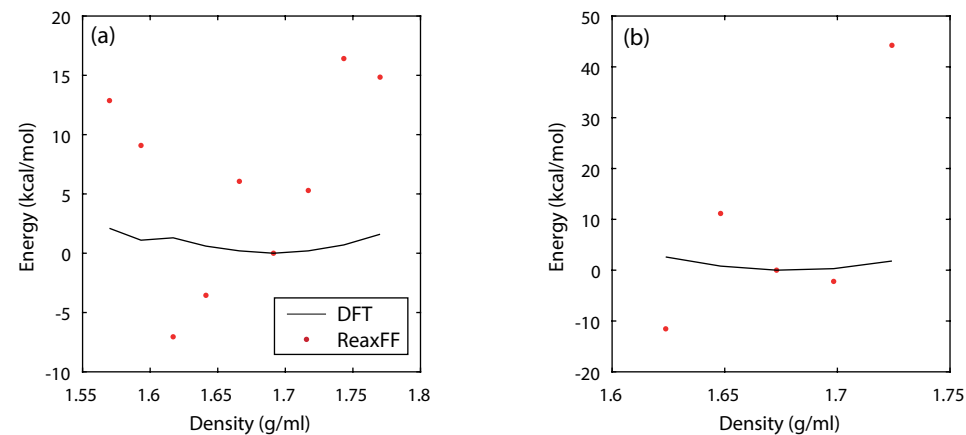 (a)
20
15
10
5
0
-5
-10
Energy (kcal/mol)
1.55 1.6 1.65 1.7 1.75 1.8
Density (g/ml)
DFT
ReaxFF
(b)
50
40
30
20
10
0
-10
-20
Energy (kcal/mol)
1.6 1.65 1.7 1.75
Density (g/ml)